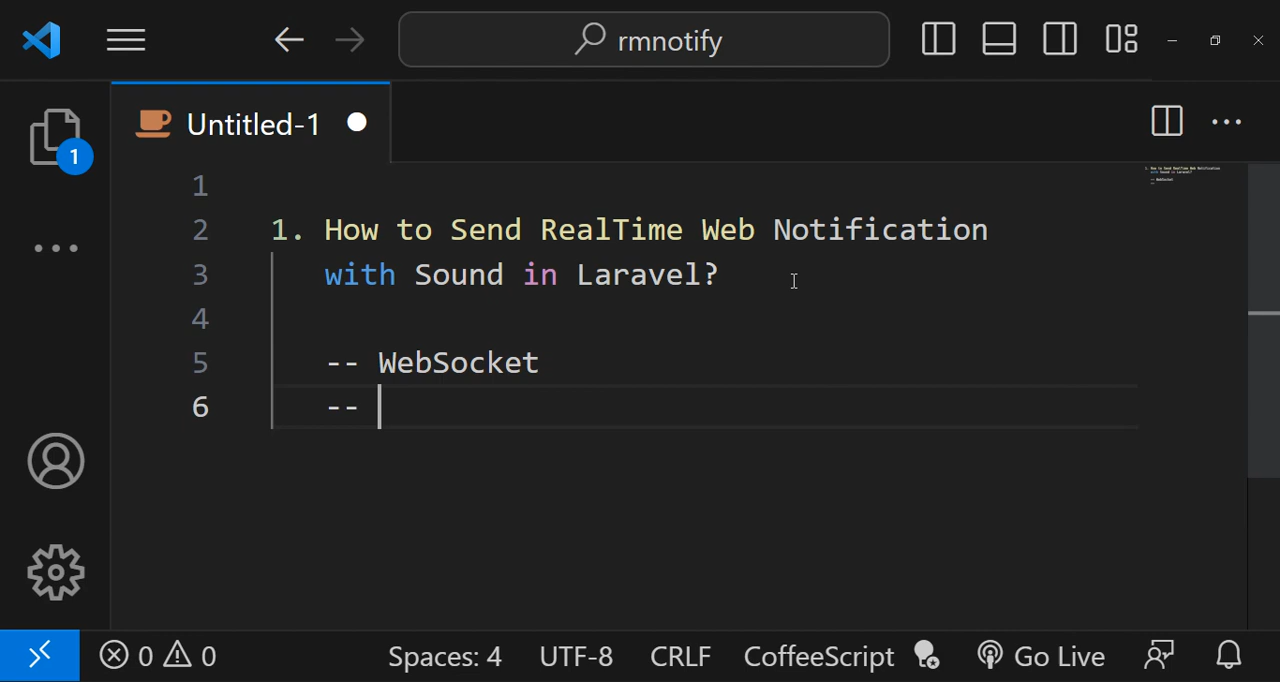 rmnotify
Untitled-1
1
1
2 1. How to Send RealTime Web Notification
3 with Sound in Laravel?
4
5 -- WebSocket
6 --
0 0 Spaces: 4 UTF-8 CRLF CoffeeScript Go Live